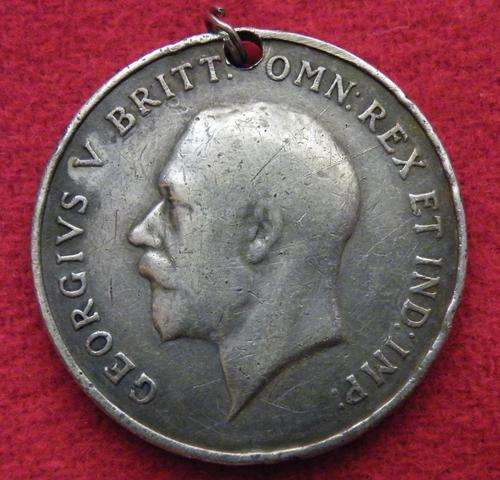 GEORGIVS V BRITT: OMN: REX ET IND: IMP: